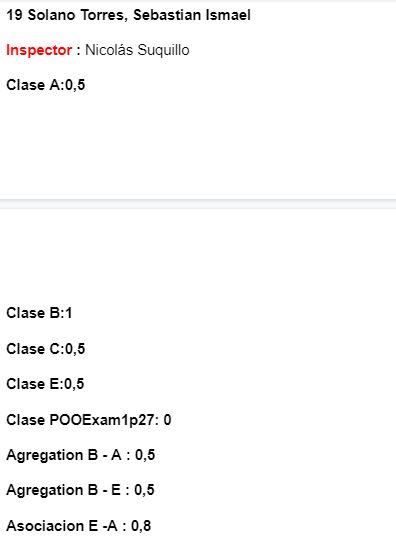 19 Solano Torres, Sebastian Ismael
Inspector : Nicolás Suquillo
Clase A:0,5
Clase B:1
Clase C:0,5
Clase E:0,5
Clase POOExam1p27: 0
Agregation B - A : 0,5
Agregation B - E : 0,5
Asociacion E -A : 0,8